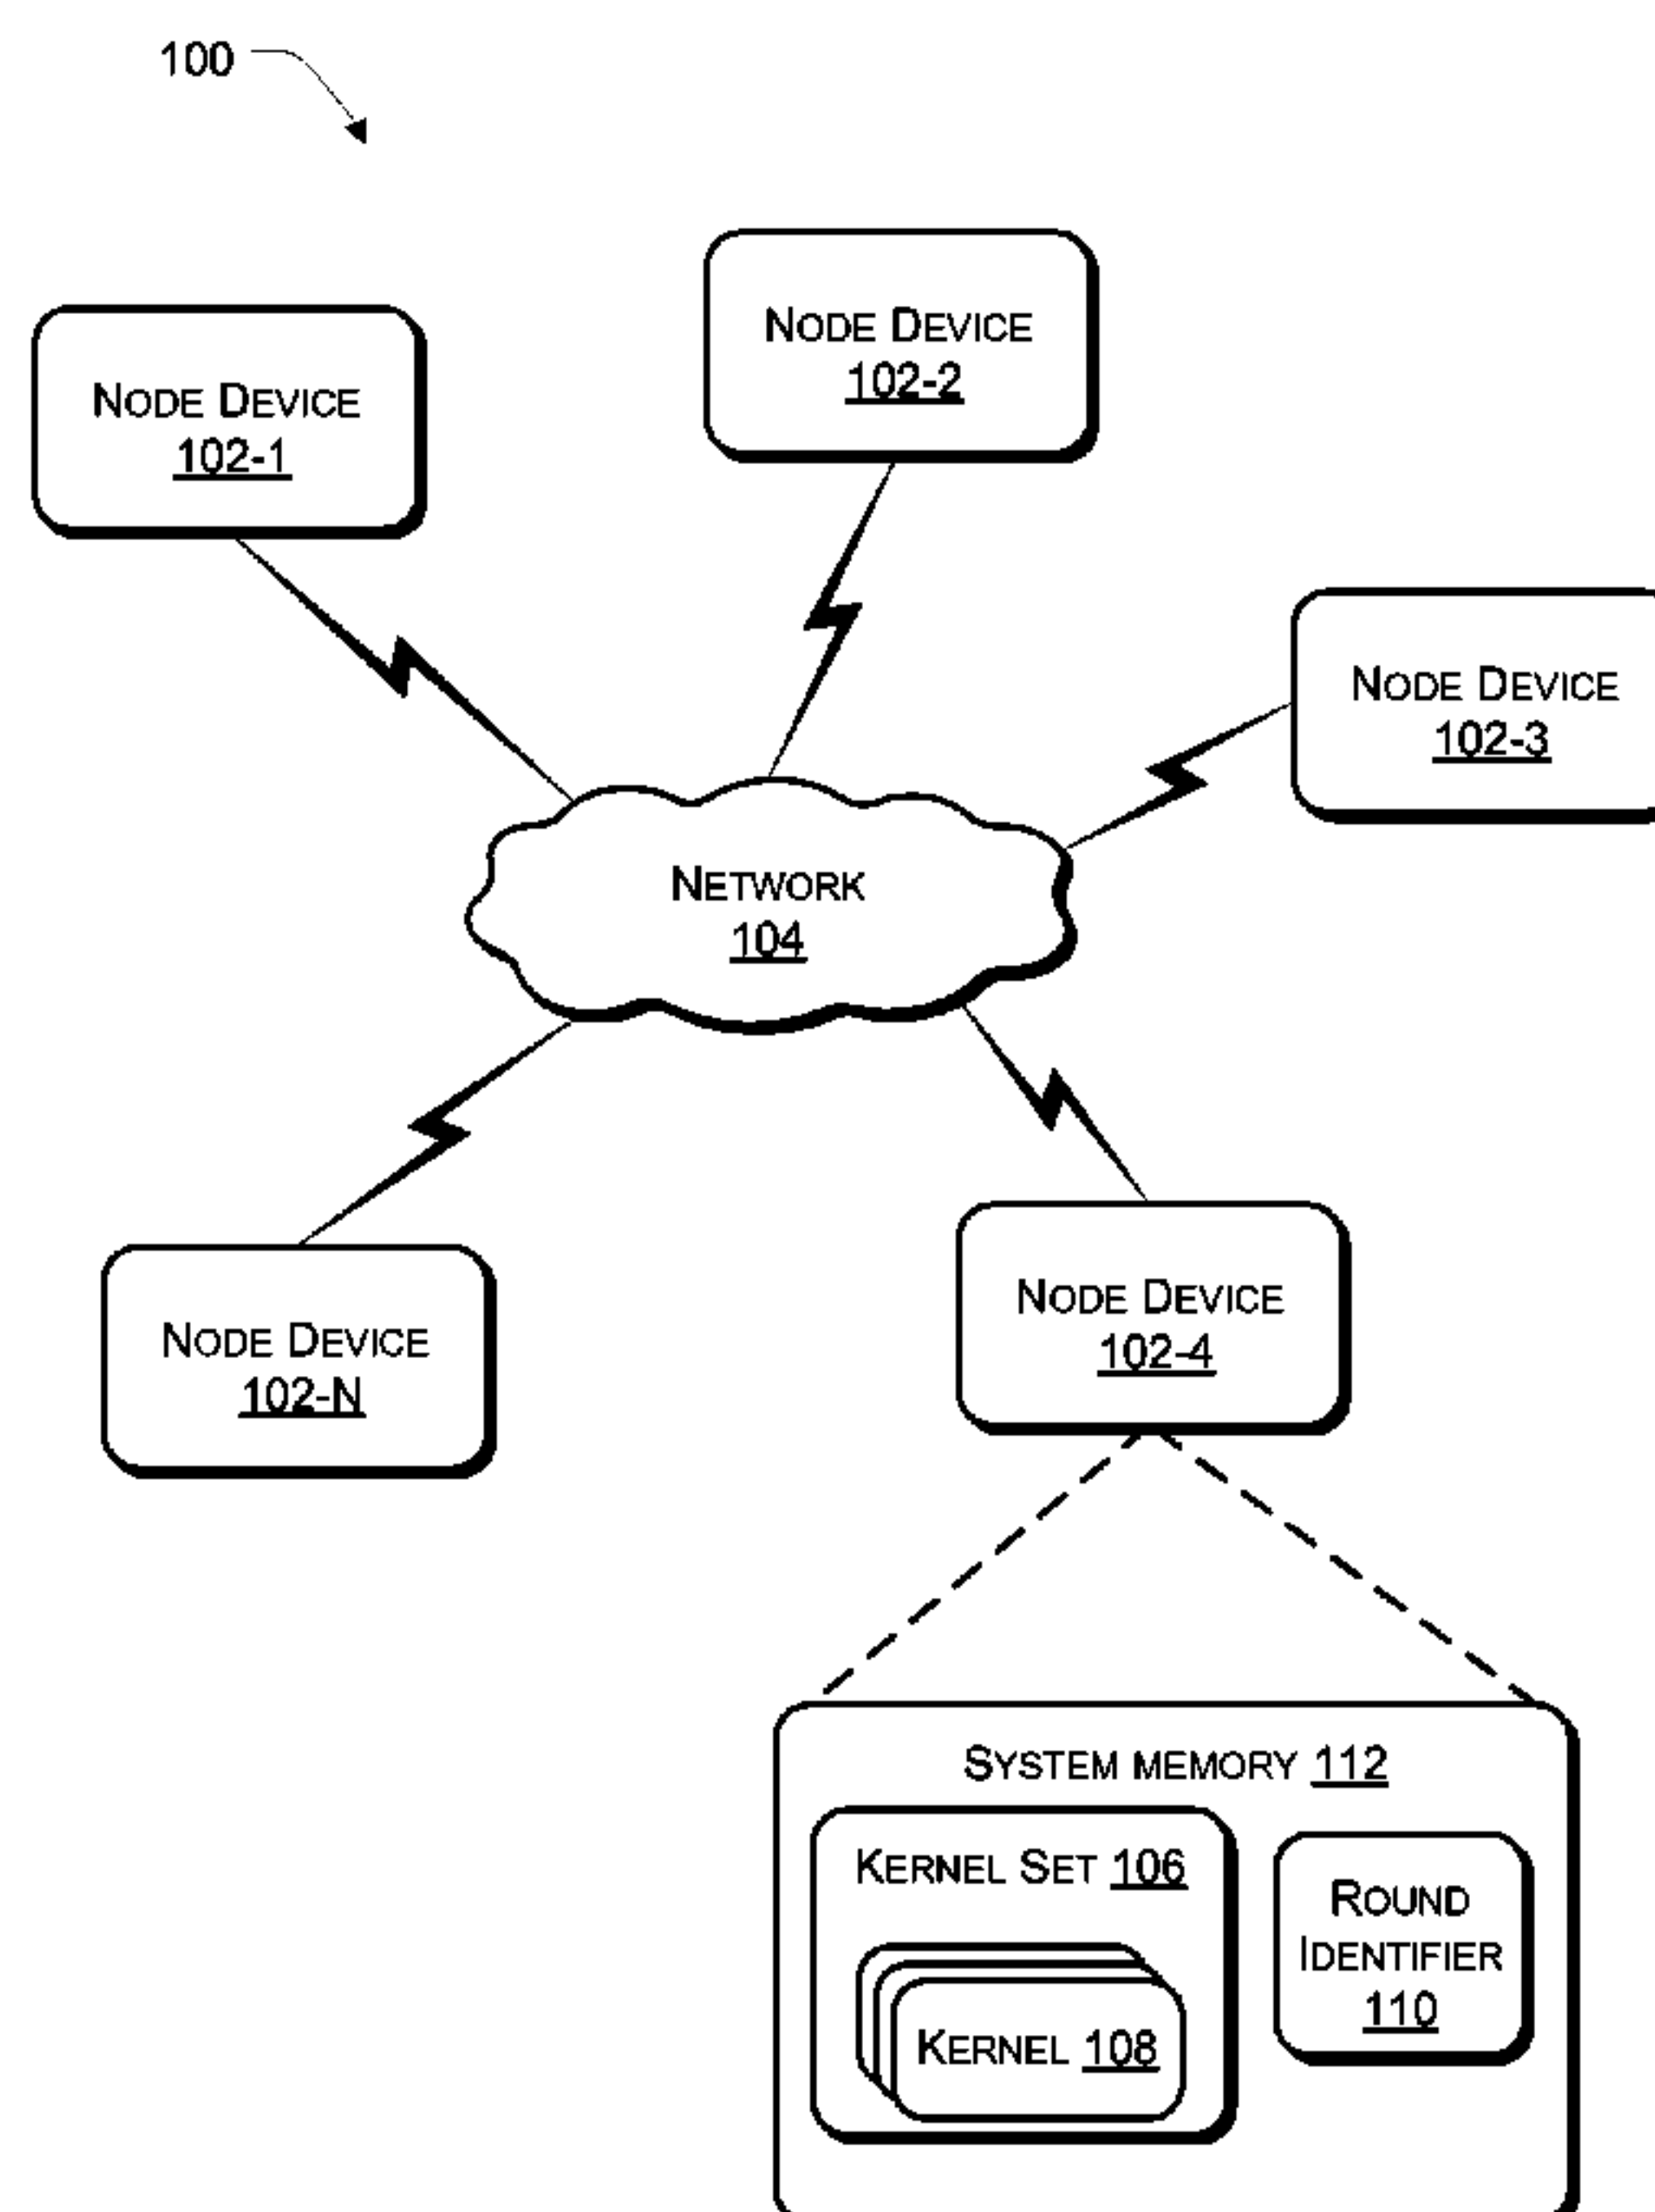 100
NODE DEVICE
102-2
NODE DEVICE
102-1
NODE DEVICE
102-3
NETWORK
104
NODE DEVICE
102-4
NODE DEVICE
102-N
SYSTEM MEMORY 112
KERNEL SET 106
ROUND
IDENTIFIER
110
KERNEL 108